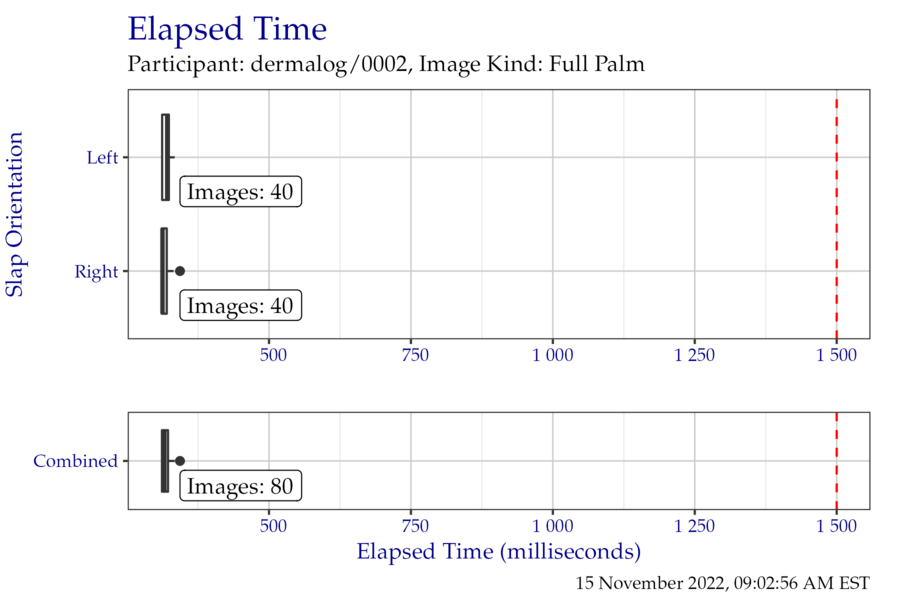 Elapsed Time
Participant: dermalog/0002, Image Kind: Full Palm
Slap Orientation
Left
Images: 40
Right
Images: 40
500 750 1 000 1 250 1 500
Combined
Images: 80
500 750 1 000 1 250 1 500
Elapsed Time (milliseconds)
15 November 2022, 09:02:56 AM EST